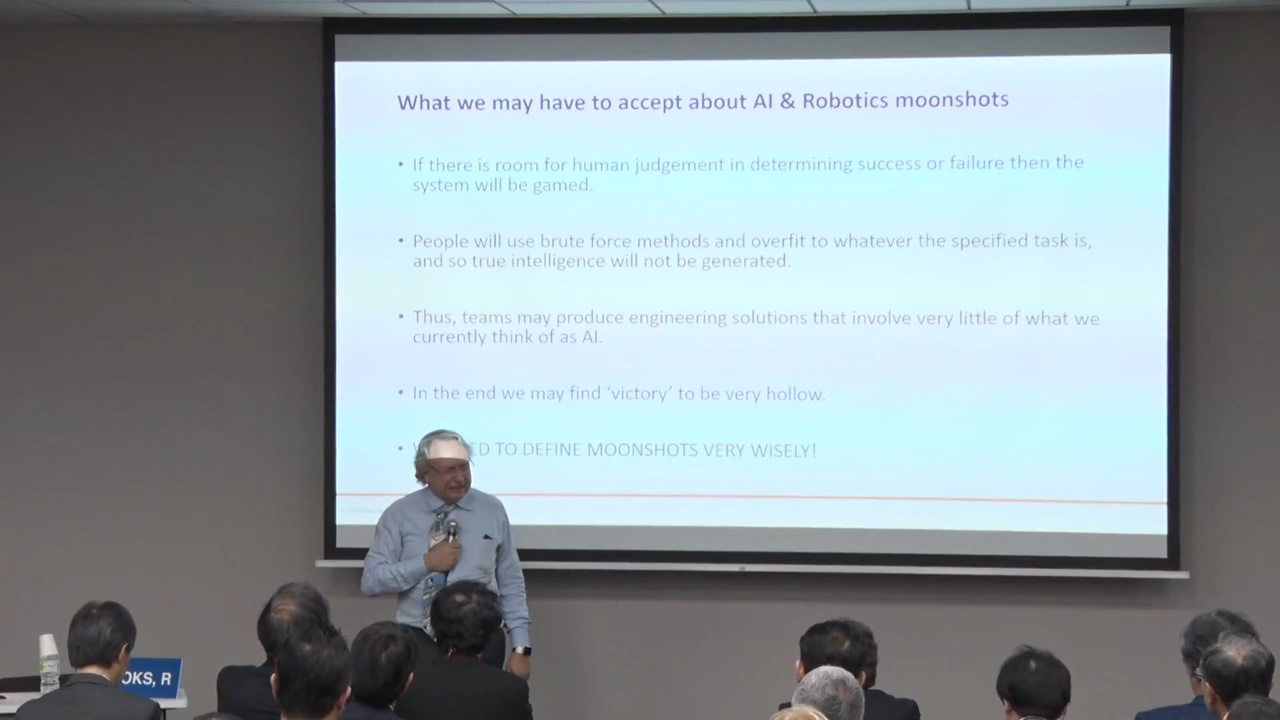 What we may have to accept about AI & Robotics moonshots
• If there is room for human judgement in determining success or failure then the
system will be gamed.
• People will use brute force methods and overfit to whatever the specified task is,
and so true intelligence will not be generated.
• Thus, teams may produce engineering solutions that involve very little of what we
currently think of as AI.
• In the end we may find ‘victory’ to be very hollow.
• TO DEFINE MOONSHOTS VERY WISELY!
OKS, R